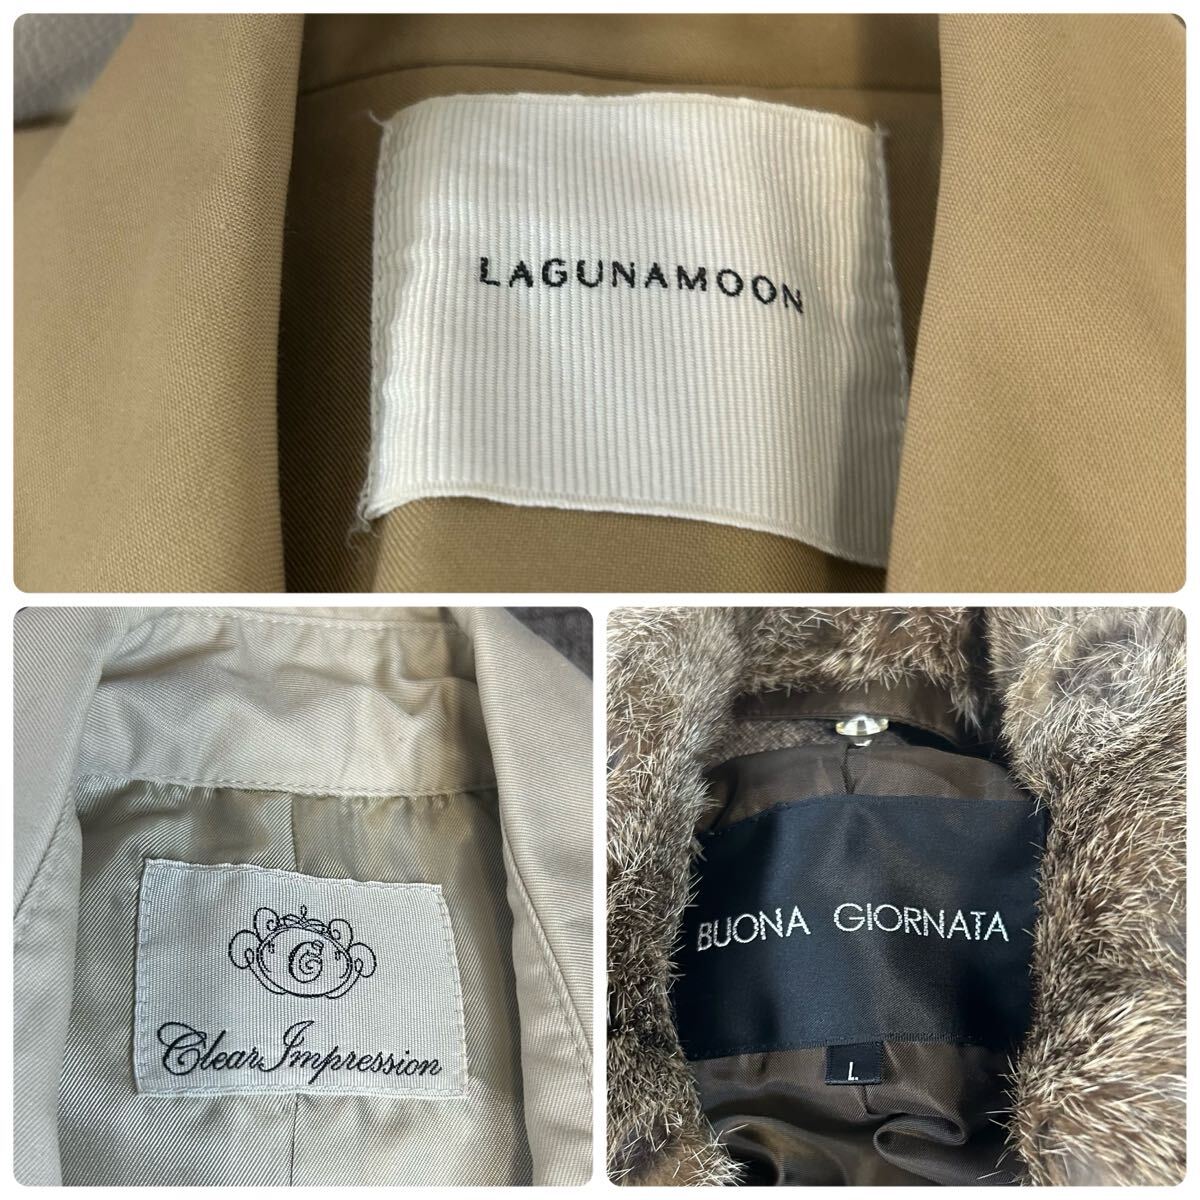 LAGUNAMOON
C
Clear Impression
BUONA GIORNATA
L